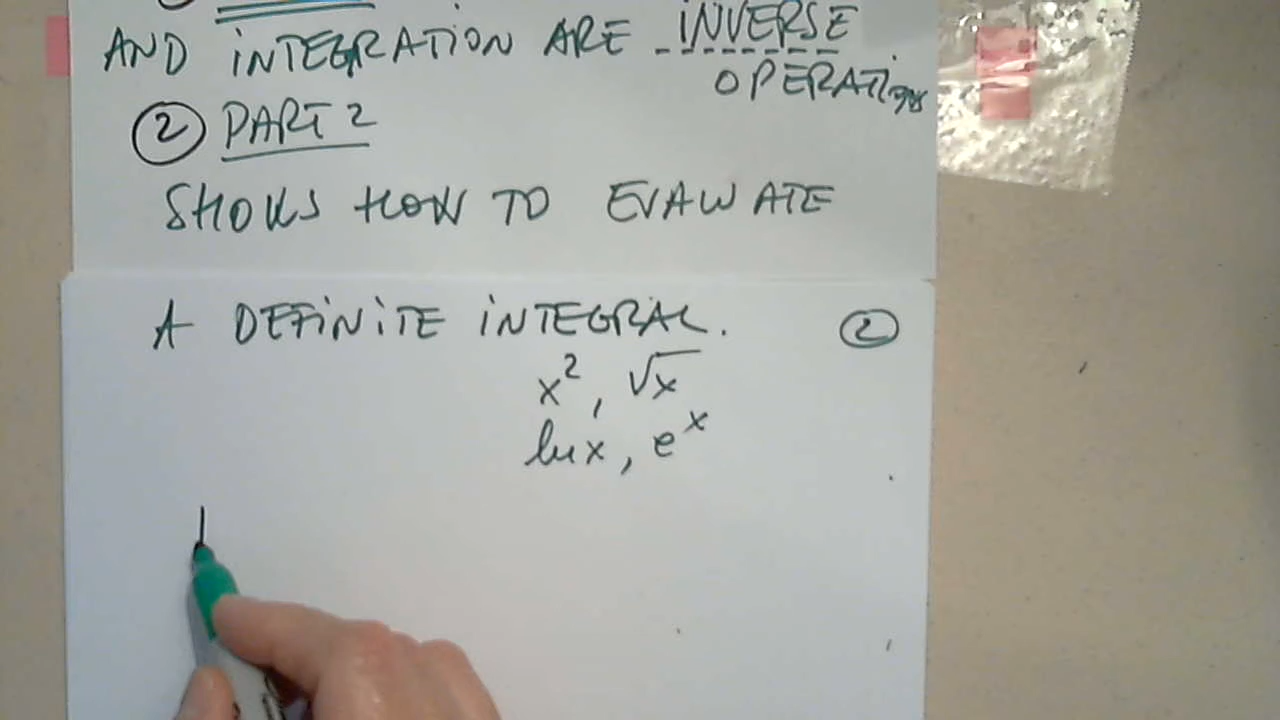 AND INTEGRATION ARE INVERSE
OPERATIONS
② PART 2
SHOWS HOW TO EVALUATE
A DEFINITE INTEGRAL. ②
x², √x
ln x, eˣ